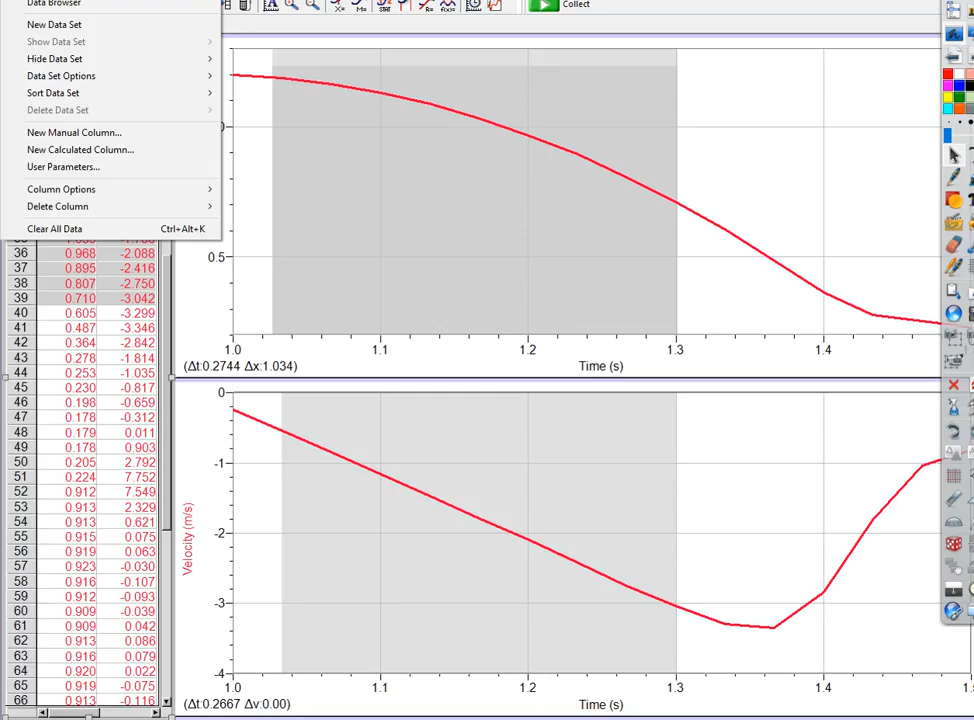 Data Browser
Collect
New Data Set
Show Data Set
Hide Data Set
Data Set Options
Sort Data Set
Delete Data Set
New Manual Column...
New Calculated Column...
User Parameters...
Column Options
Delete Column
Clear All Data Ctrl+Alt+K
36 0.968 -2.088
37 0.895 -2.416
38 0.807 -2.750
39 0.710 -3.042
40 0.605 -3.299
41 0.487 -3.346
42 0.364 -2.842
43 0.278 -1.814
44 0.253 -1.035
45 0.230 -0.817
46 0.198 -0.659
47 0.178 -0.312
48 0.179 0.011
49 0.178 0.903
50 0.205 2.792
51 0.224 7.752
52 0.912 7.549
53 0.913 2.329
54 0.913 0.621
55 0.915 0.075
56 0.919 0.063
57 0.923 -0.030
58 0.916 -0.107
59 0.912 -0.093
60 0.909 -0.039
61 0.909 0.042
62 0.913 0.086
63 0.916 0.079
64 0.920 0.022
65 0.919 -0.075
66 0.913 -0.116
0.5
1.0 1.1 1.2 1.3 1.4
(Δt:0.2744 Δx:1.034) Time (s)
0
-1
-2
-3
-4
Velocity (m/s)
1.0 1.1 1.2 1.3 1.4
(Δt:0.2667 Δv:0.00) Time (s)